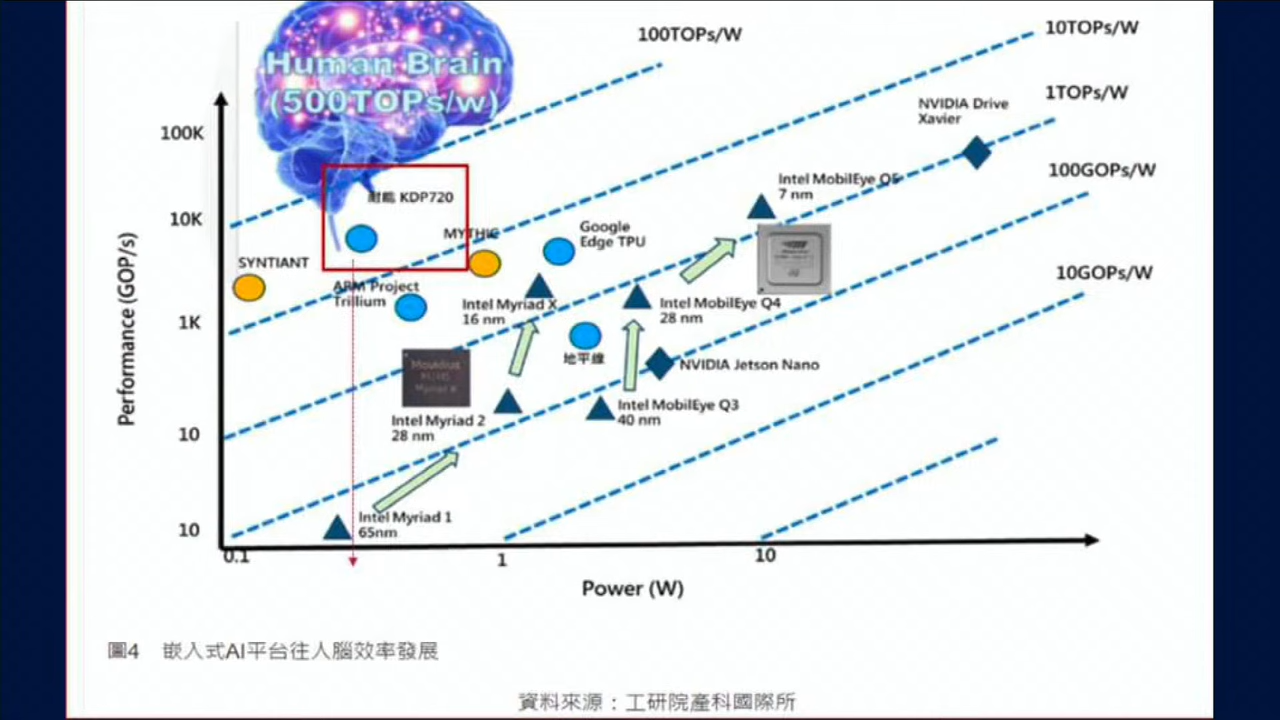 Human Brain
(500TOPs/w)
100TOPs/W
10TOPs/W
1TOPs/W
100GOPs/W
10GOPs/W
NVIDIA Drive
Xavier
100K
10K
1K
10
10
Performance (GOP/s)
耐能 KDP720
Intel MobilEye Q5
7 nm
MYTHIC
Google
Edge TPU
SYNTIANT
ARM Project
Trillium
Intel Myriad X
16 nm
Intel MobilEye Q4
28 nm
地平線
NVIDIA Jetson Nano
Movidius
Intel Myriad 2
28 nm
Intel MobilEye Q3
40 nm
Intel Myriad 1
65nm
0.1
1
10
Power (W)
圖4 嵌入式AI平台往人腦效率發展
資料來源：工研院產科國際所